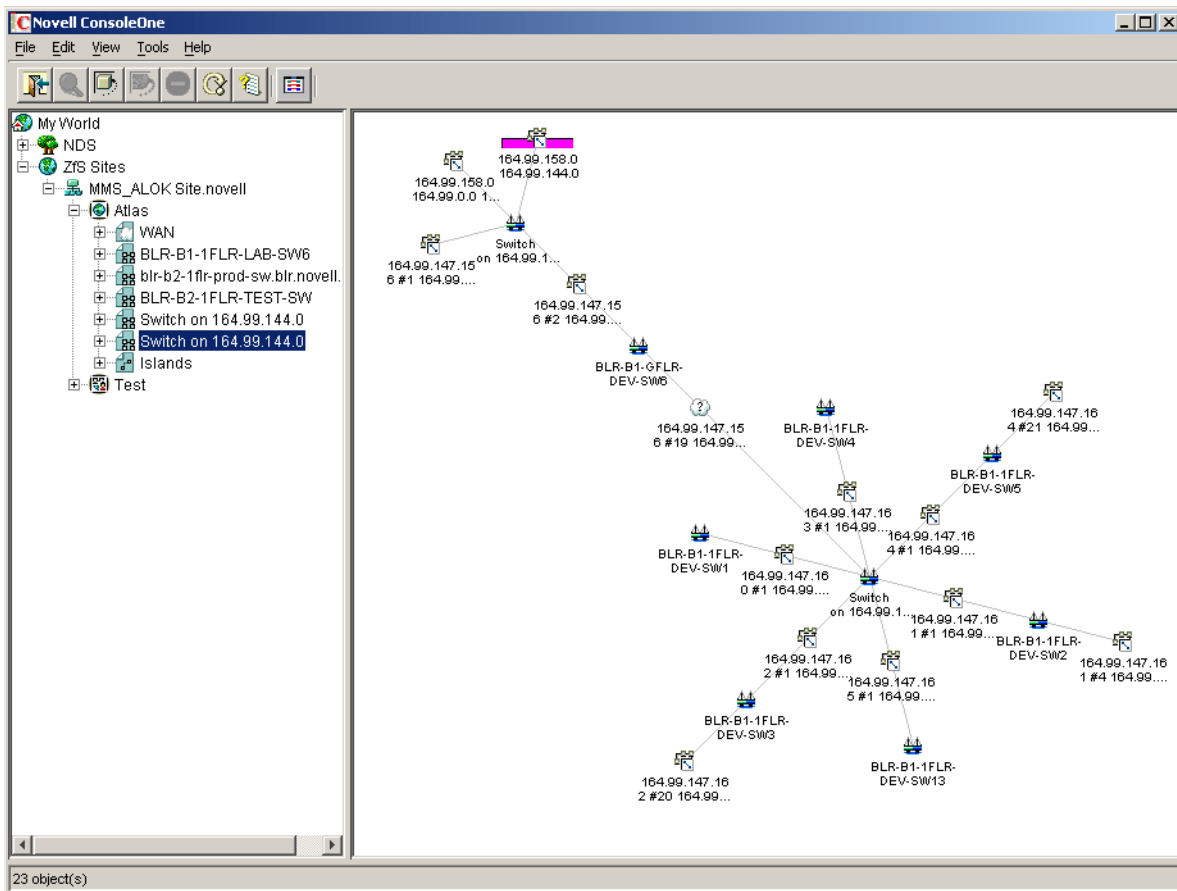 Novell ConsoleOne
File Edit View Tools Help
My World
NDS
ZfS Sites
MMS_ALOK Site.novell
Atlas
WAN
BLR-B1-1FLR-LAB-SW6
blr-b2-1flr-prod-sw.blr.novell.
BLR-B2-1FLR-TEST-SW
Switch on 164.99.144.0
Switch on 164.99.144.0
Islands
Test
164.99.158.0
164.99.144.0
164.99.158.0
164.99.0.0 1...
Switch
on 164.99.1...
164.99.147.15
6 #1 164.99....
164.99.147.15
6 #2 164.99....
BLR-B1-GFLR-
DEV-SW6
164.99.147.15
6 #19 164.99...
BLR-B1-1FLR-
DEV-SW4
164.99.147.16
4 #21 164.99...
BLR-B1-1FLR-
DEV-SW5
164.99.147.16
3 #1 164.99....
164.99.147.16
4 #1 164.99....
BLR-B1-1FLR-
DEV-SW1
164.99.147.16
0 #1 164.99....
Switch
on 164.99.1...
164.99.147.16
1 #1 164.99....
BLR-B1-1FLR-
DEV-SW2
164.99.147.16
1 #4 164.99....
164.99.147.16
2 #1 164.99....
164.99.147.16
5 #1 164.99....
BLR-B1-1FLR-
DEV-SW3
BLR-B1-1FLR-
DEV-SW13
164.99.147.16
2 #20 164.99...
23 object(s)